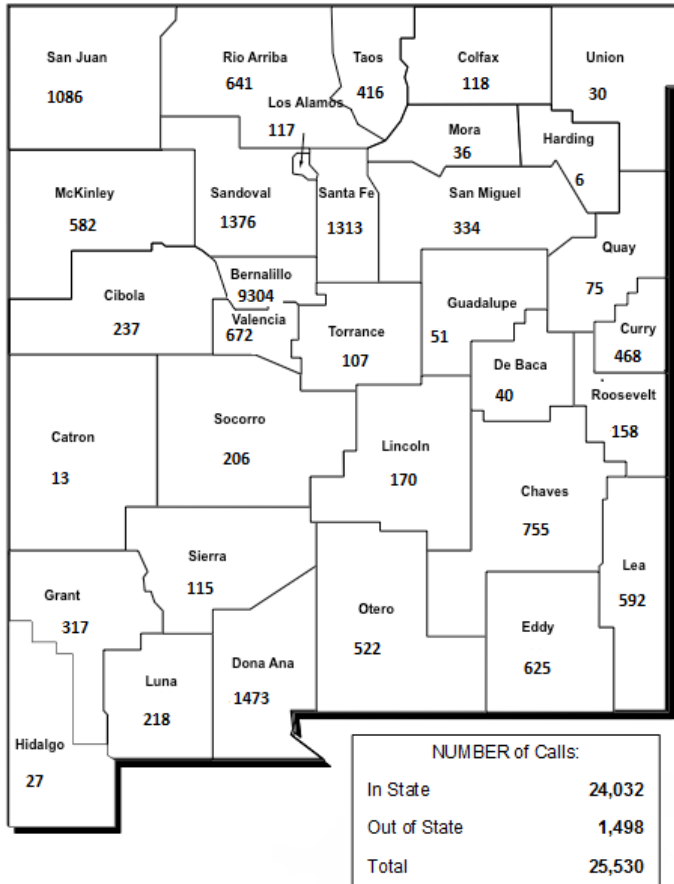 San Juan
1086
Rio Arriba
641
Taos
416
Colfax
118
Union
30
Los Alamos
117
Mora
36
Harding
6
McKinley
582
Sandoval
1376
Santa Fe
1313
San Miguel
334
Quay
75
Cibola
237
Bernalillo
9304
Valencia
672
Torrance
107
Guadalupe
51
Curry
468
De Baca
40
Roosevelt
158
Catron
13
Socorro
206
Lincoln
170
Chaves
755
Lea
592
Sierra
115
Grant
317
Otero
522
Eddy
625
Luna
218
Dona Ana
1473
Hidalgo
27
NUMBER of Calls:
In State 24,032
Out of State 1,498
Total 25,530